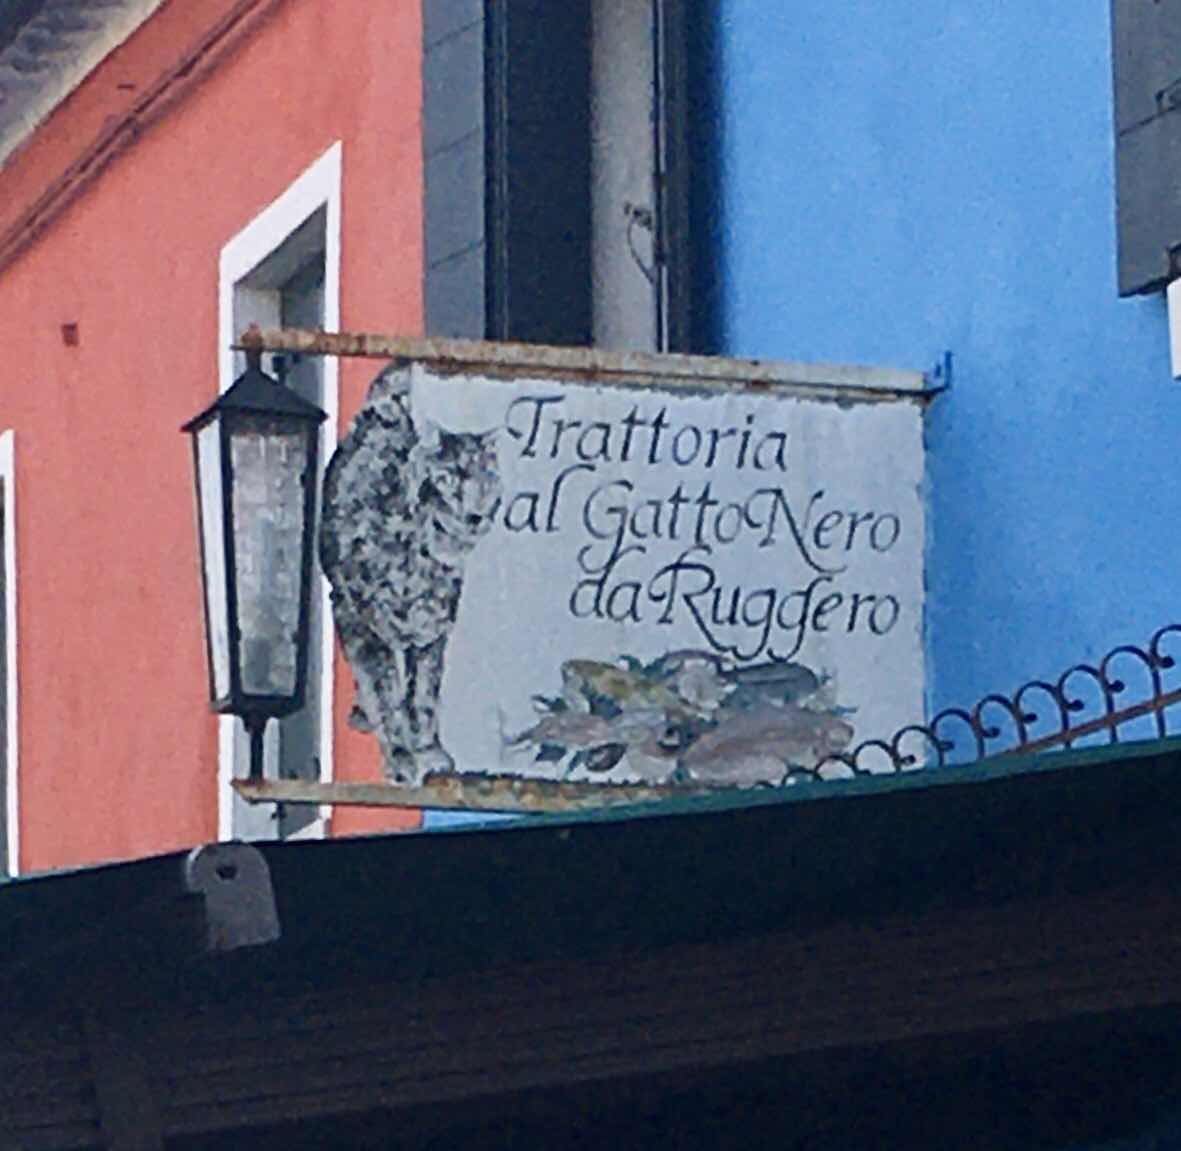 Trattoria
al Gatto Nero
da Ruggero